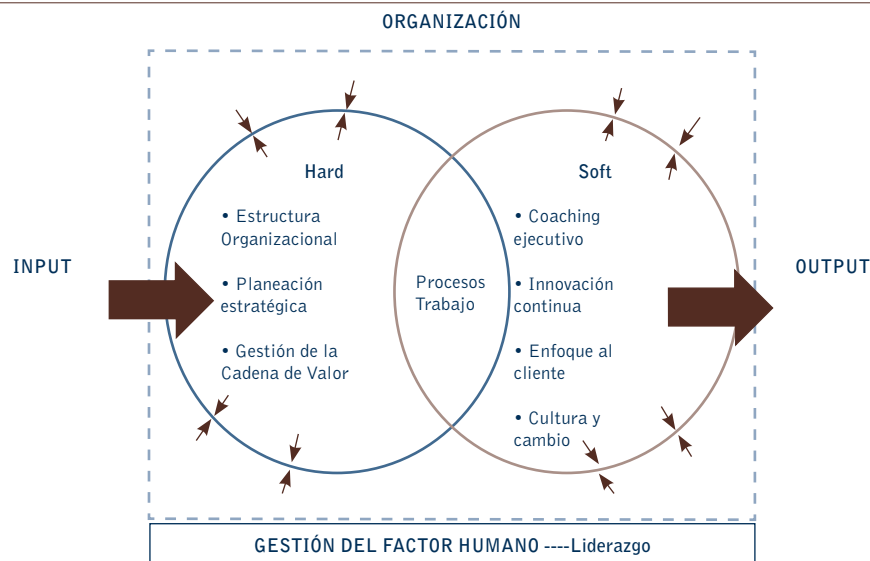 ORGANIZACIÓN
Hard
• Estructura
Organizacional
• Planeación
estratégica
• Gestión de la
Cadena de Valor
Procesos
Trabajo
Soft
• Coaching
ejecutivo
• Innovación
continua
• Enfoque al
cliente
• Cultura y
cambio
INPUT
OUTPUT
GESTIÓN DEL FACTOR HUMANO ----Liderazgo